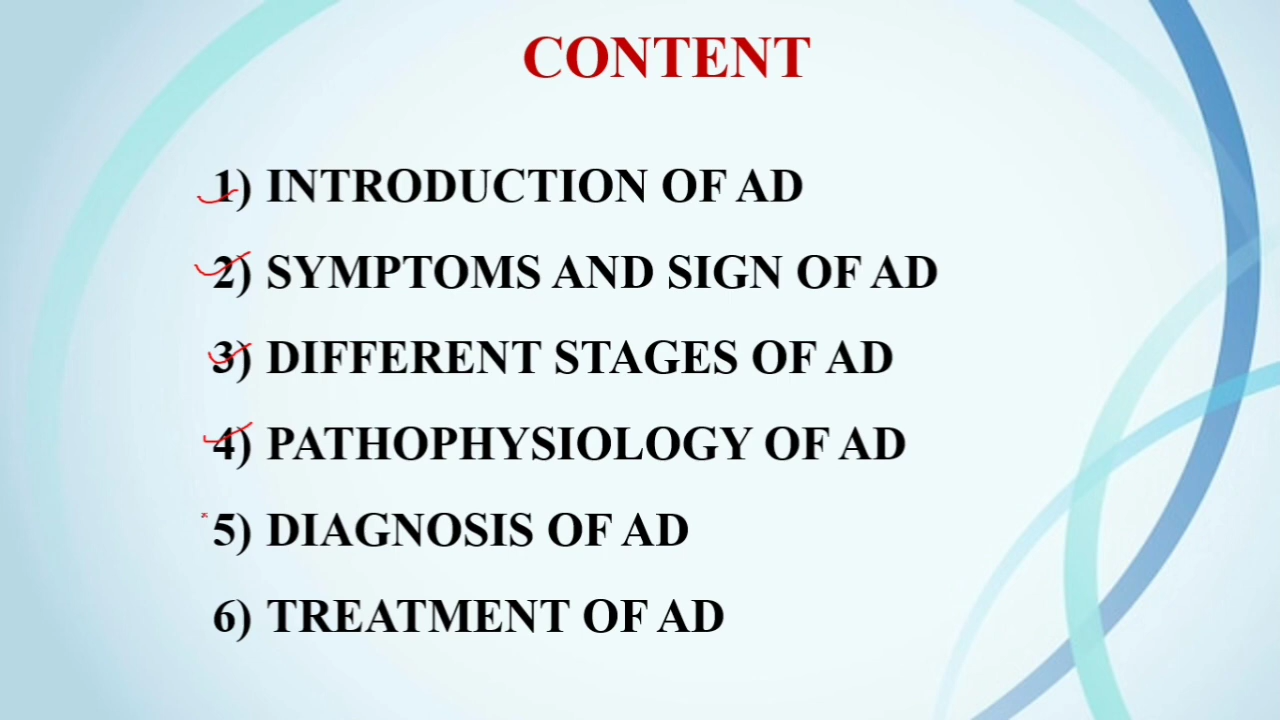 CONTENT
1) INTRODUCTION OF AD
2) SYMPTOMS AND SIGN OF AD
3) DIFFERENT STAGES OF AD
4) PATHOPHYSIOLOGY OF AD
5) DIAGNOSIS OF AD
6) TREATMENT OF AD